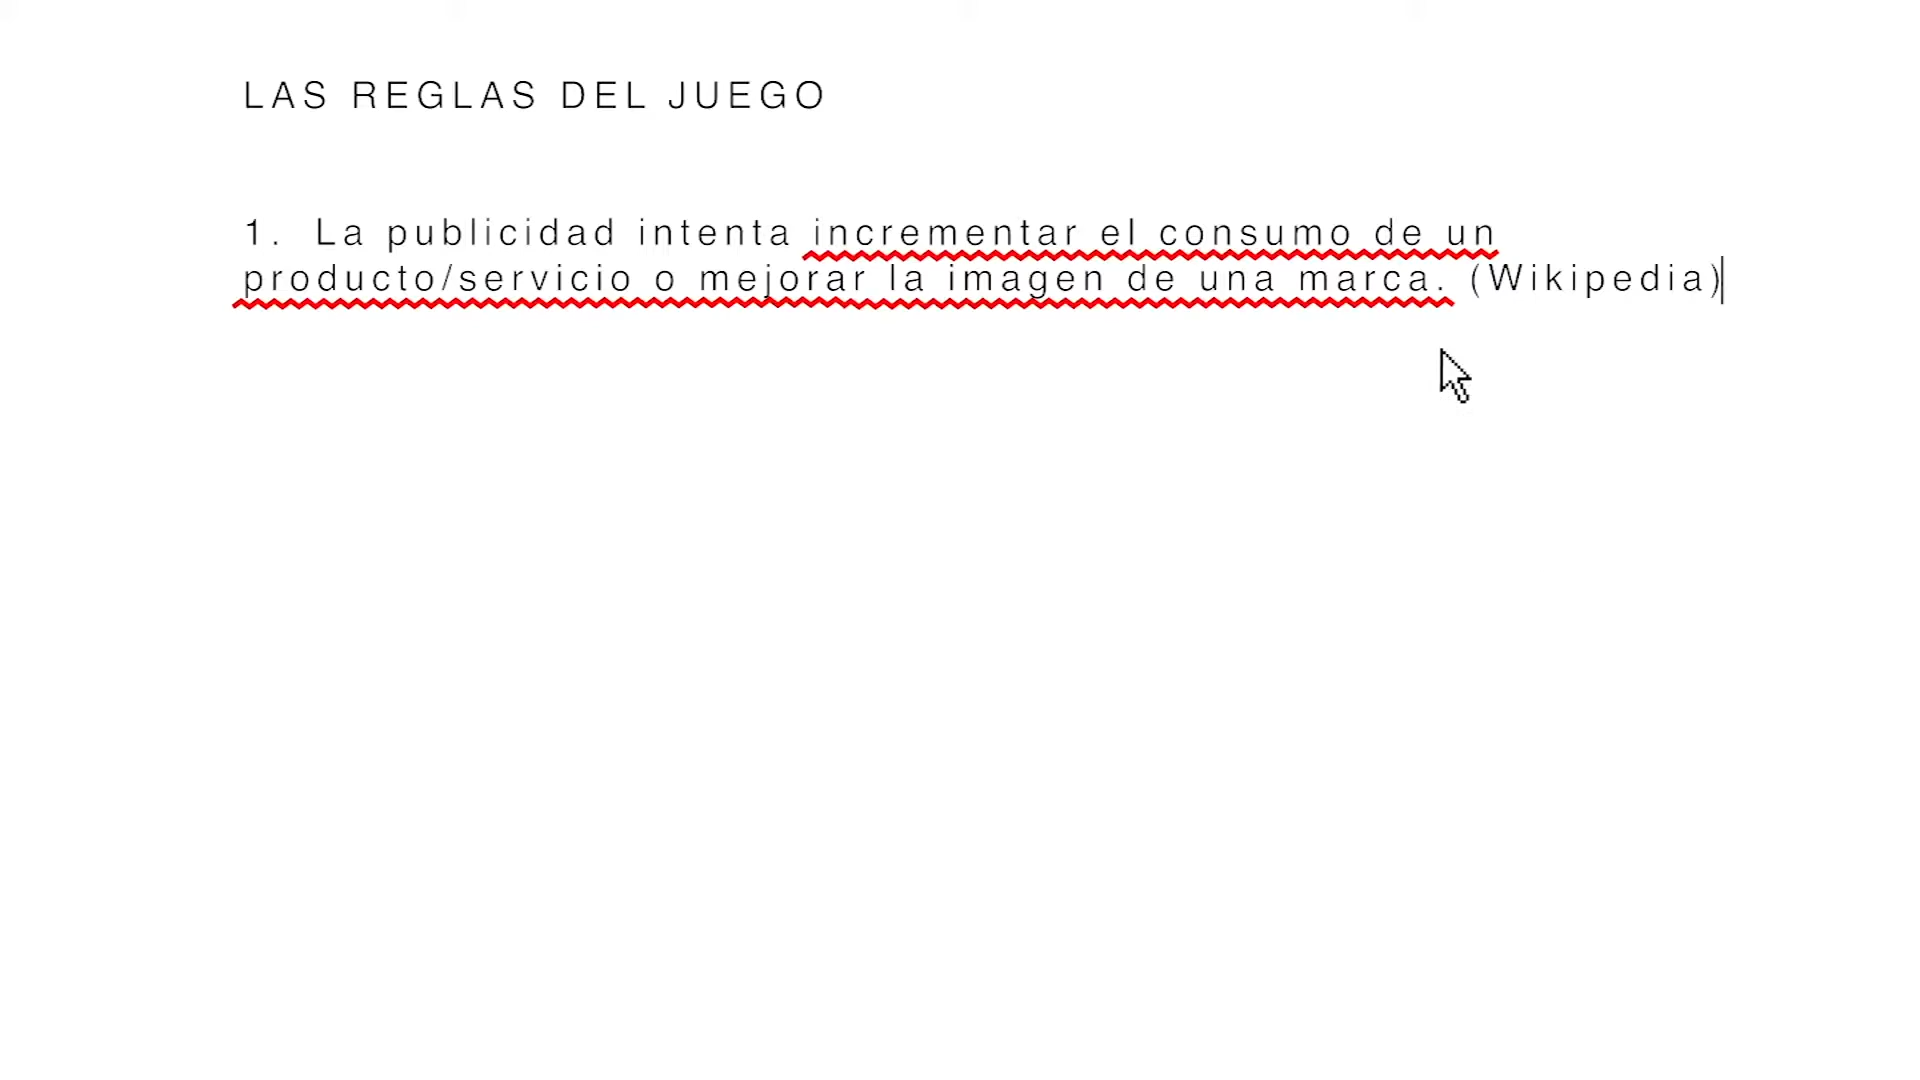 LAS REGLAS DEL JUEGO
1. La publicidad intenta incrementar el consumo de un
producto/servicio o mejorar la imagen de una marca. (Wikipedia)